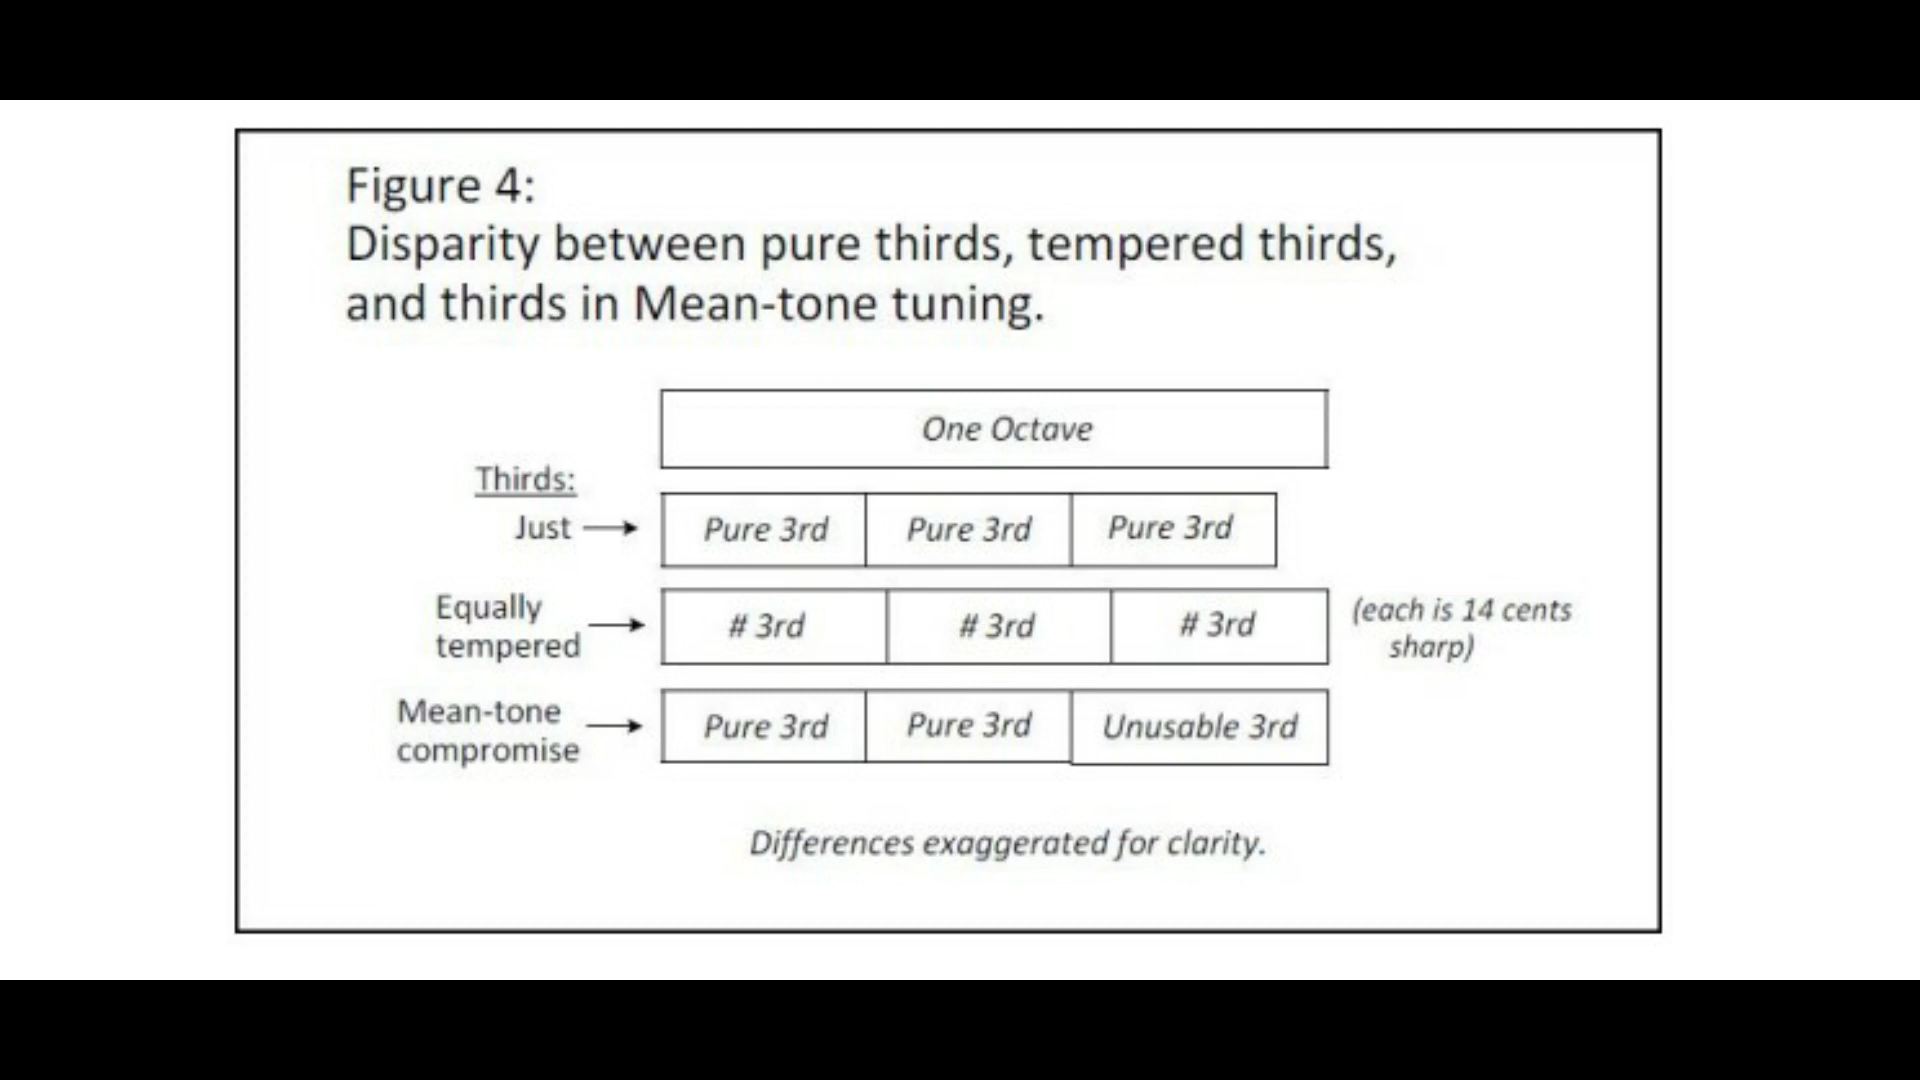 Figure 4:
Disparity between pure thirds, tempered thirds,
and thirds in Mean-tone tuning.
One Octave
Thirds:
Just
Pure 3rd
Pure 3rd
Pure 3rd
Equally
tempered
# 3rd
# 3rd
# 3rd
(each is 14 cents
sharp)
Mean-tone
compromise
Pure 3rd
Pure 3rd
Unusable 3rd
Differences exaggerated for clarity.